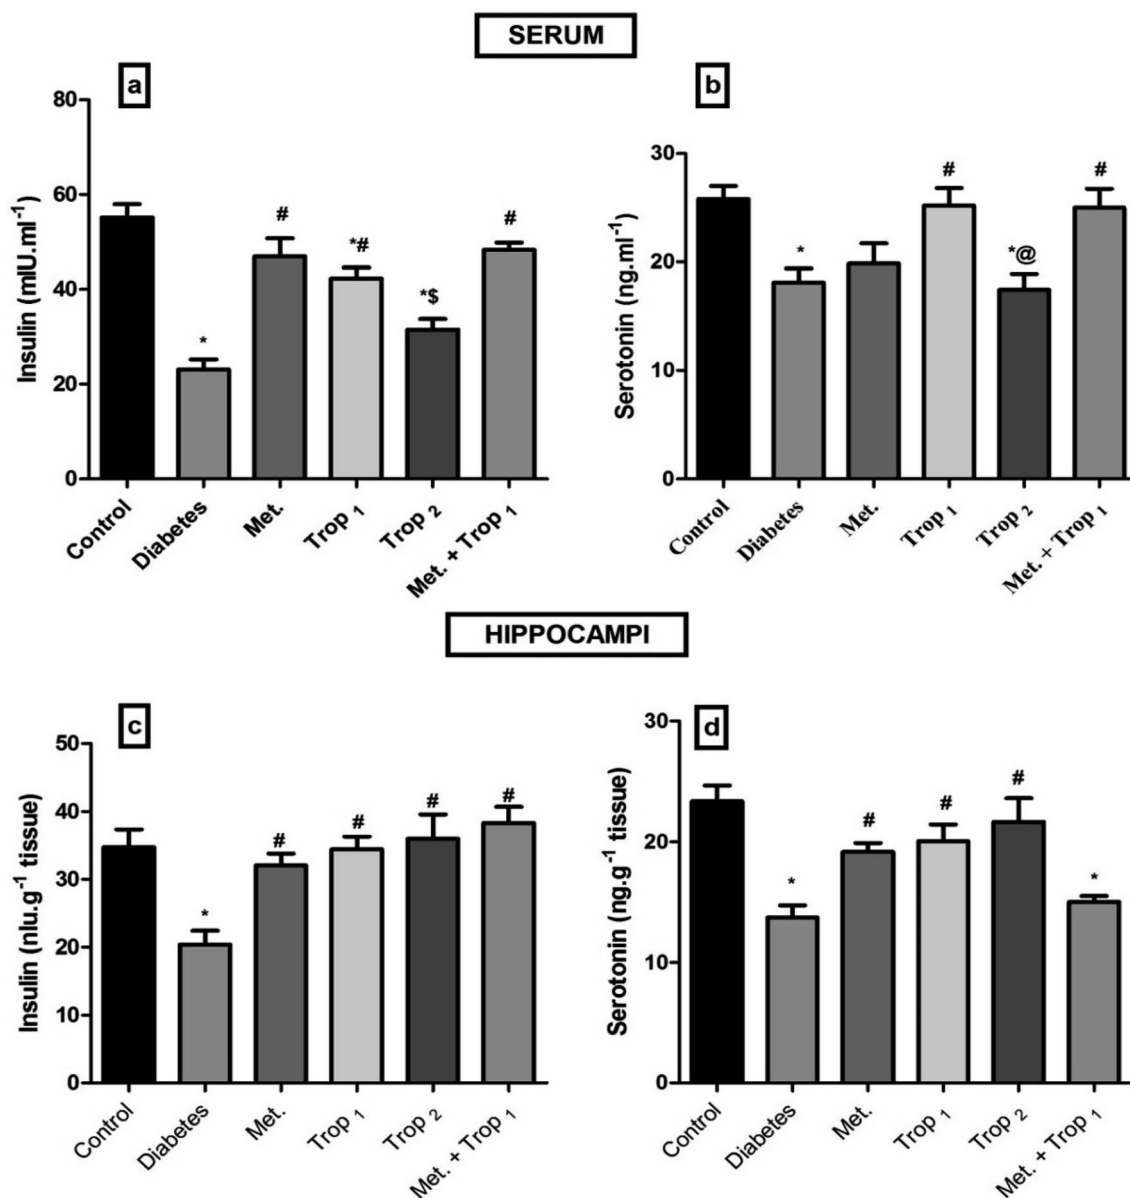 SERUM
a
Insulin (mIU.ml⁻¹)
80
60
40
20
0
*
#
*#
*$
#
Control
Diabetes
Met.
Trop 1
Trop 2
Met. + Trop 1
b
Serotonin (ng.ml⁻¹)
30
20
10
0
*
#
*@
#
Control
Diabetes
Met.
Trop 1
Trop 2
Met. + Trop 1
HIPPOCAMPI
c
Insulin (nIu.g⁻¹ tissue)
50
40
30
20
10
0
*
#
#
#
#
Control
Diabetes
Met.
Trop 1
Trop 2
Met. + Trop 1
d
Serotonin (ng.g⁻¹ tissue)
30
20
10
0
*
#
#
#
*
Control
Diabetes
Met.
Trop 1
Trop 2
Met. + Trop 1